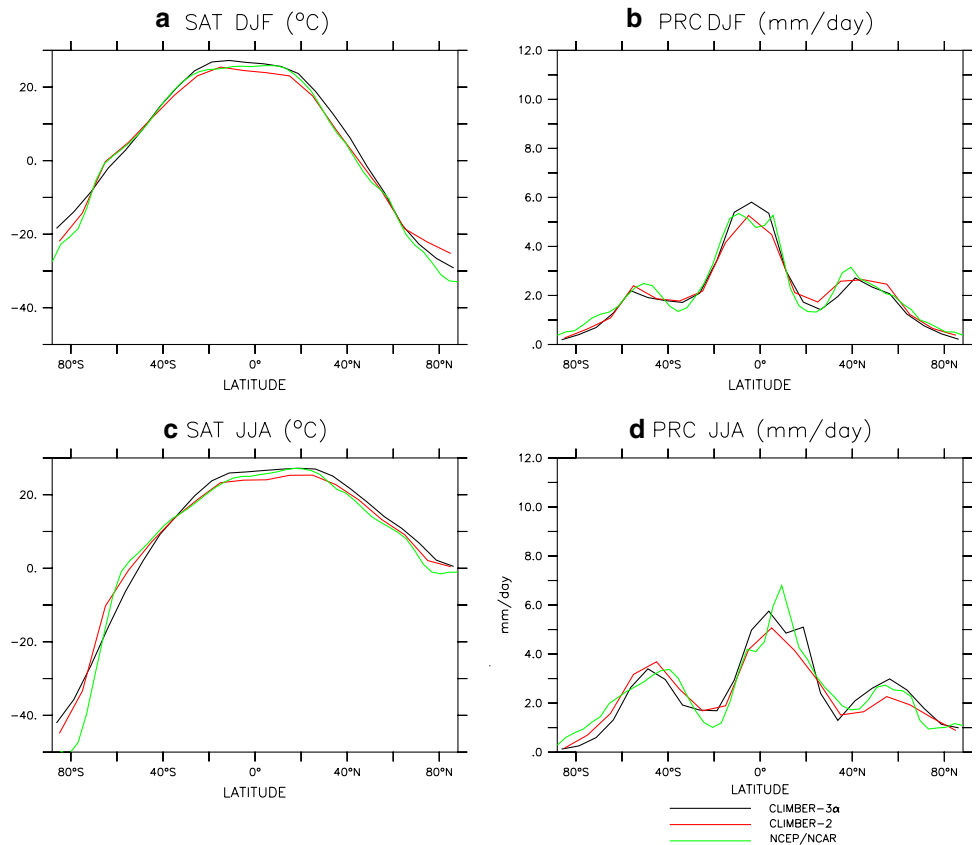 a SAT DJF (°C)
b PRC DJF (mm/day)
20.
0.
-20.
-40.
80°S 40°S 0° 40°N 80°N
LATITUDE
12.0
10.0
8.0
6.0
4.0
2.0
.0
80°S 40°S 0° 40°N 80°N
LATITUDE
c SAT JJA (°C)
d PRC JJA (mm/day)
20.
0.
-20.
-40.
80°S 40°S 0° 40°N 80°N
LATITUDE
mm/day
12.0
10.0
8.0
6.0
4.0
2.0
.0
80°S 40°S 0° 40°N 80°N
LATITUDE
CLIMBER-3α
CLIMBER-2
NCEP/NCAR